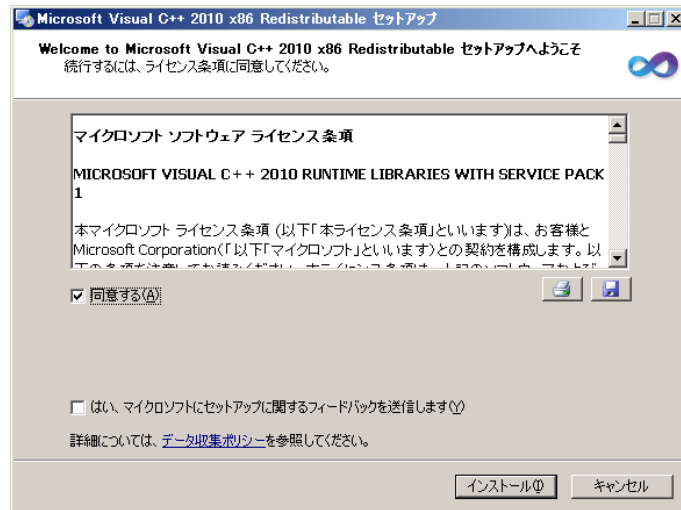 Microsoft Visual C++ 2010 x86 Redistributable セットアップ
Welcome to Microsoft Visual C++ 2010 x86 Redistributable セットアップへようこそ
続行するには、ライセンス条項に同意してください。
マイクロソフト ソフトウェア ライセンス条項
MICROSOFT VISUAL C++ 2010 RUNTIME LIBRARIES WITH SERVICE PACK
1
本マイクロソフト ライセンス条項 (以下「本ライセンス条項」といいます)は、お客様と
Microsoft Corporation(「以下「マイクロソフト」といいます)との契約を構成します。以
同意する(A)
はい、マイクロソフトにセットアップに関するフィードバックを送信します(Y)
詳細については、データ収集ポリシーを参照してください。
インストール(I)
キャンセル